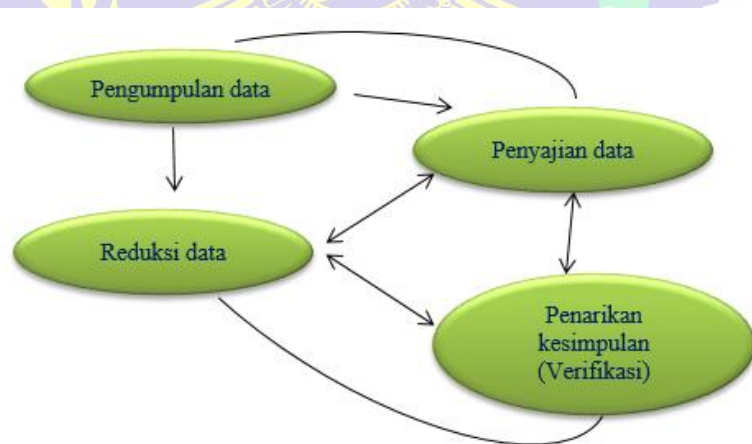 Pengumpulan data
Penyajian data
Reduksi data
Penarikan
kesimpulan
(Verifikasi)